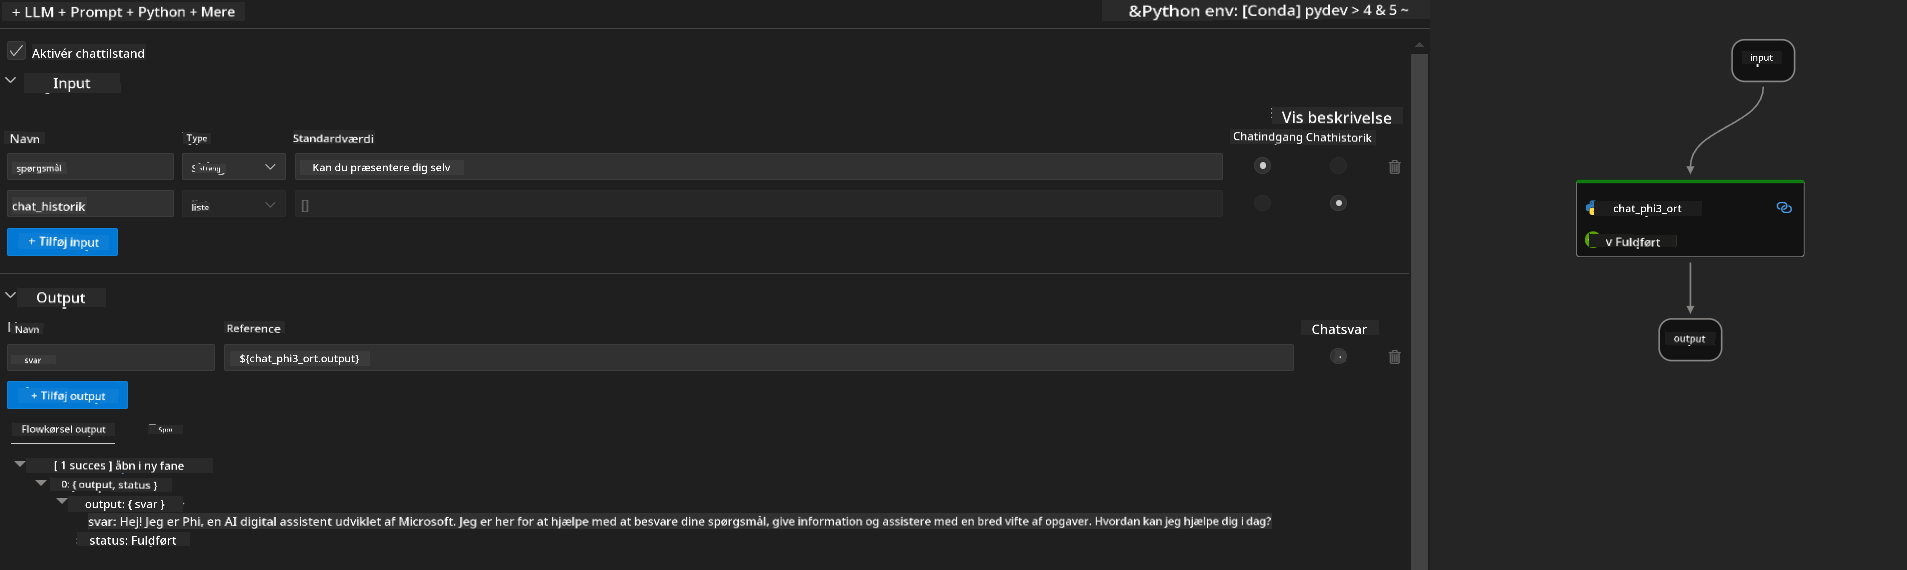 + LLM + Prompt + Python + Mere
&Python env: [Conda] pydev > 4 & 5 ~
Aktivér chattilstand
Input
Vis beskrivelse
Navn Type Standardværdi Chatindgang Chathistorik
spørgsmål Kan du præsentere dig selv
chat_historik liste []
+ Tilføj input
Output
Navn Reference Chatsvar
svar ${chat_phi3_ort.output}
+ Tilføj output
Flowkørsel output Spor
[ 1 succes ] åbn i ny fane
0: { output, status }
output: { svar }
svar: Hej! Jeg er Phi, en AI digital assistent udviklet af Microsoft. Jeg er her for at hjælpe med at besvare dine spørgsmål, give information og assistere med en bred vifte af opgaver. Hvordan kan jeg hjælpe dig i dag?
status: Fuldført
input
chat_phi3_ort
v Fuldført
output